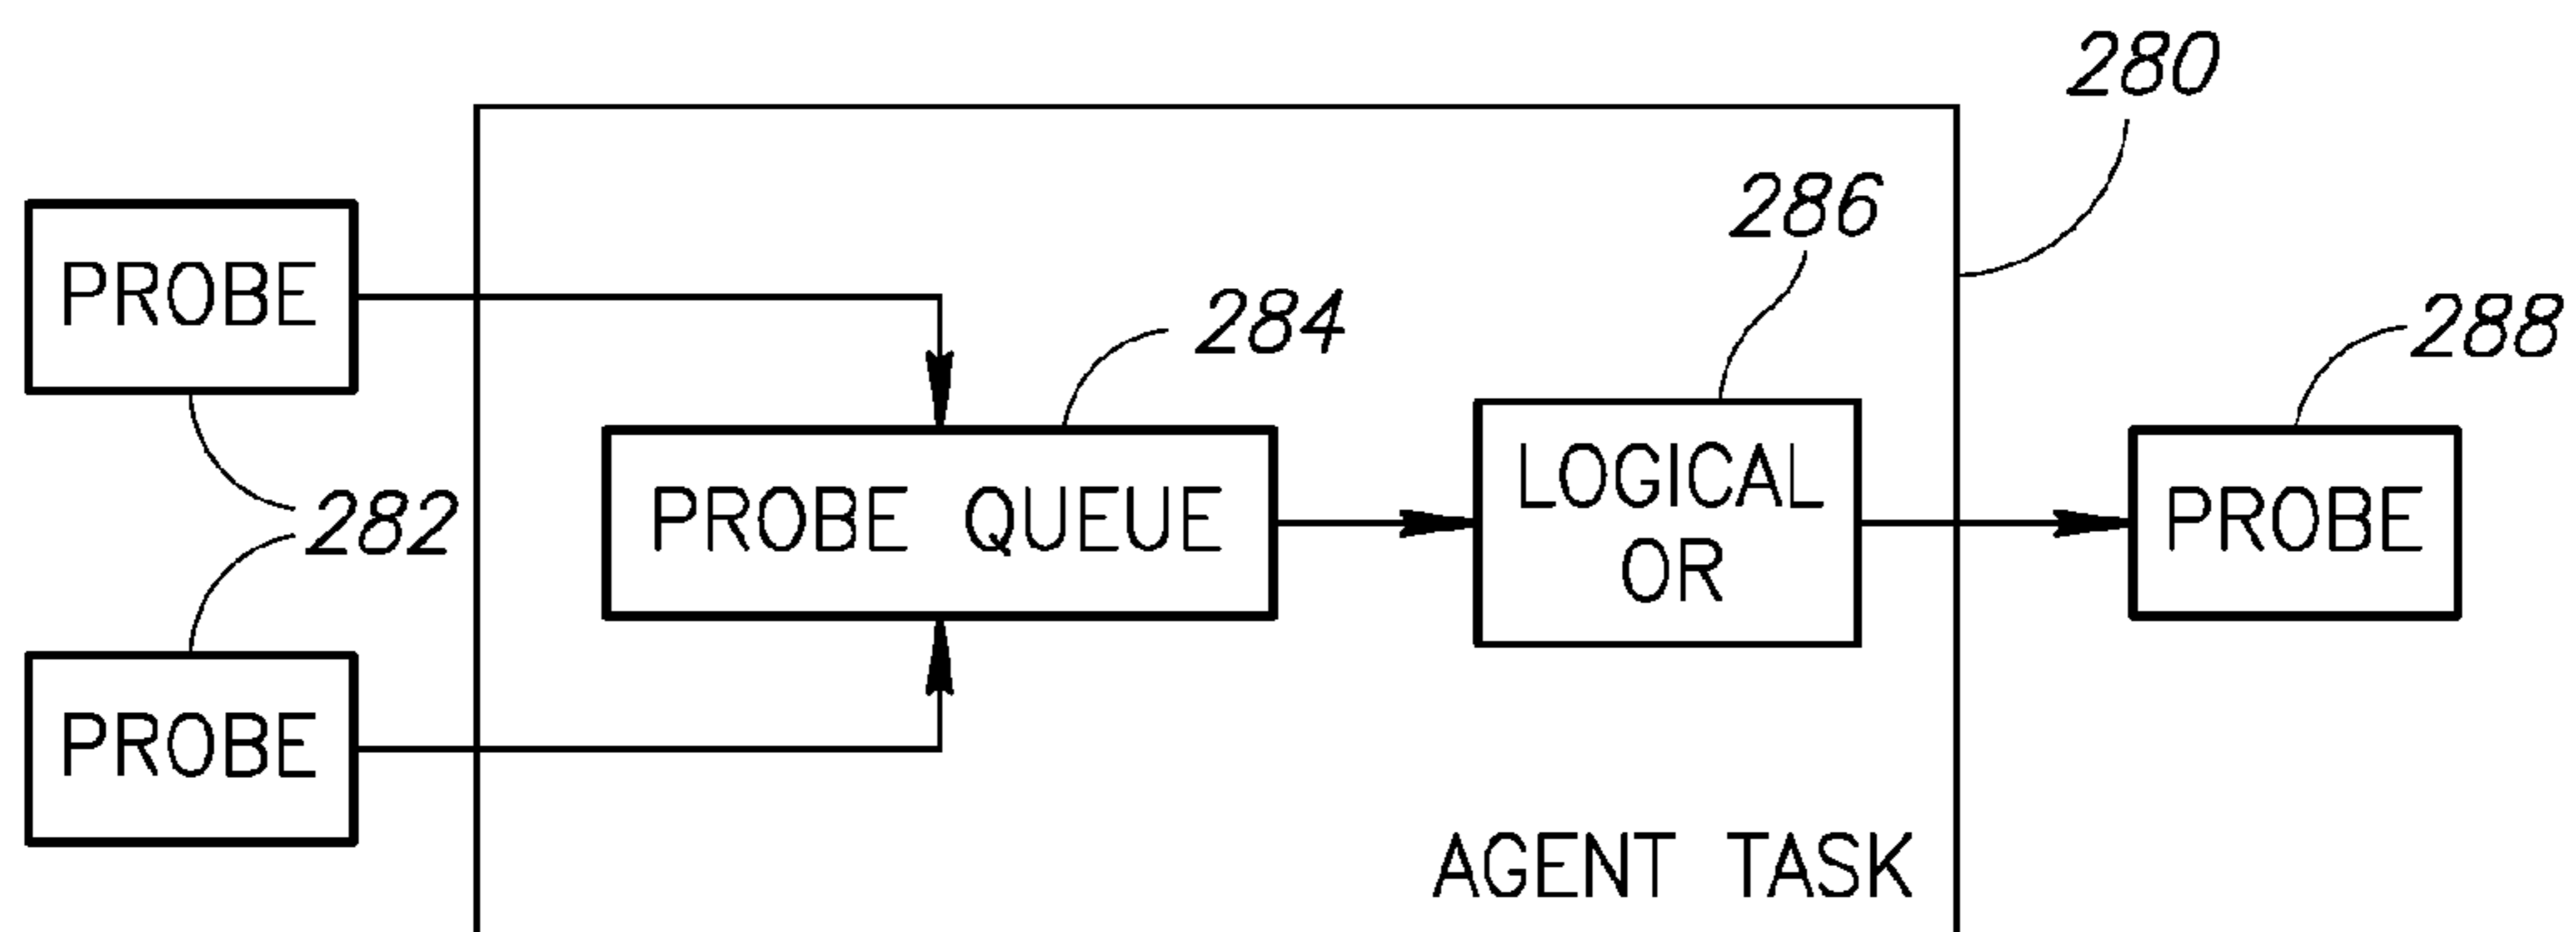 280
286
PROBE
284
288
LOGICAL
OR
PROBE QUEUE
PROBE
282
PROBE
AGENT TASK